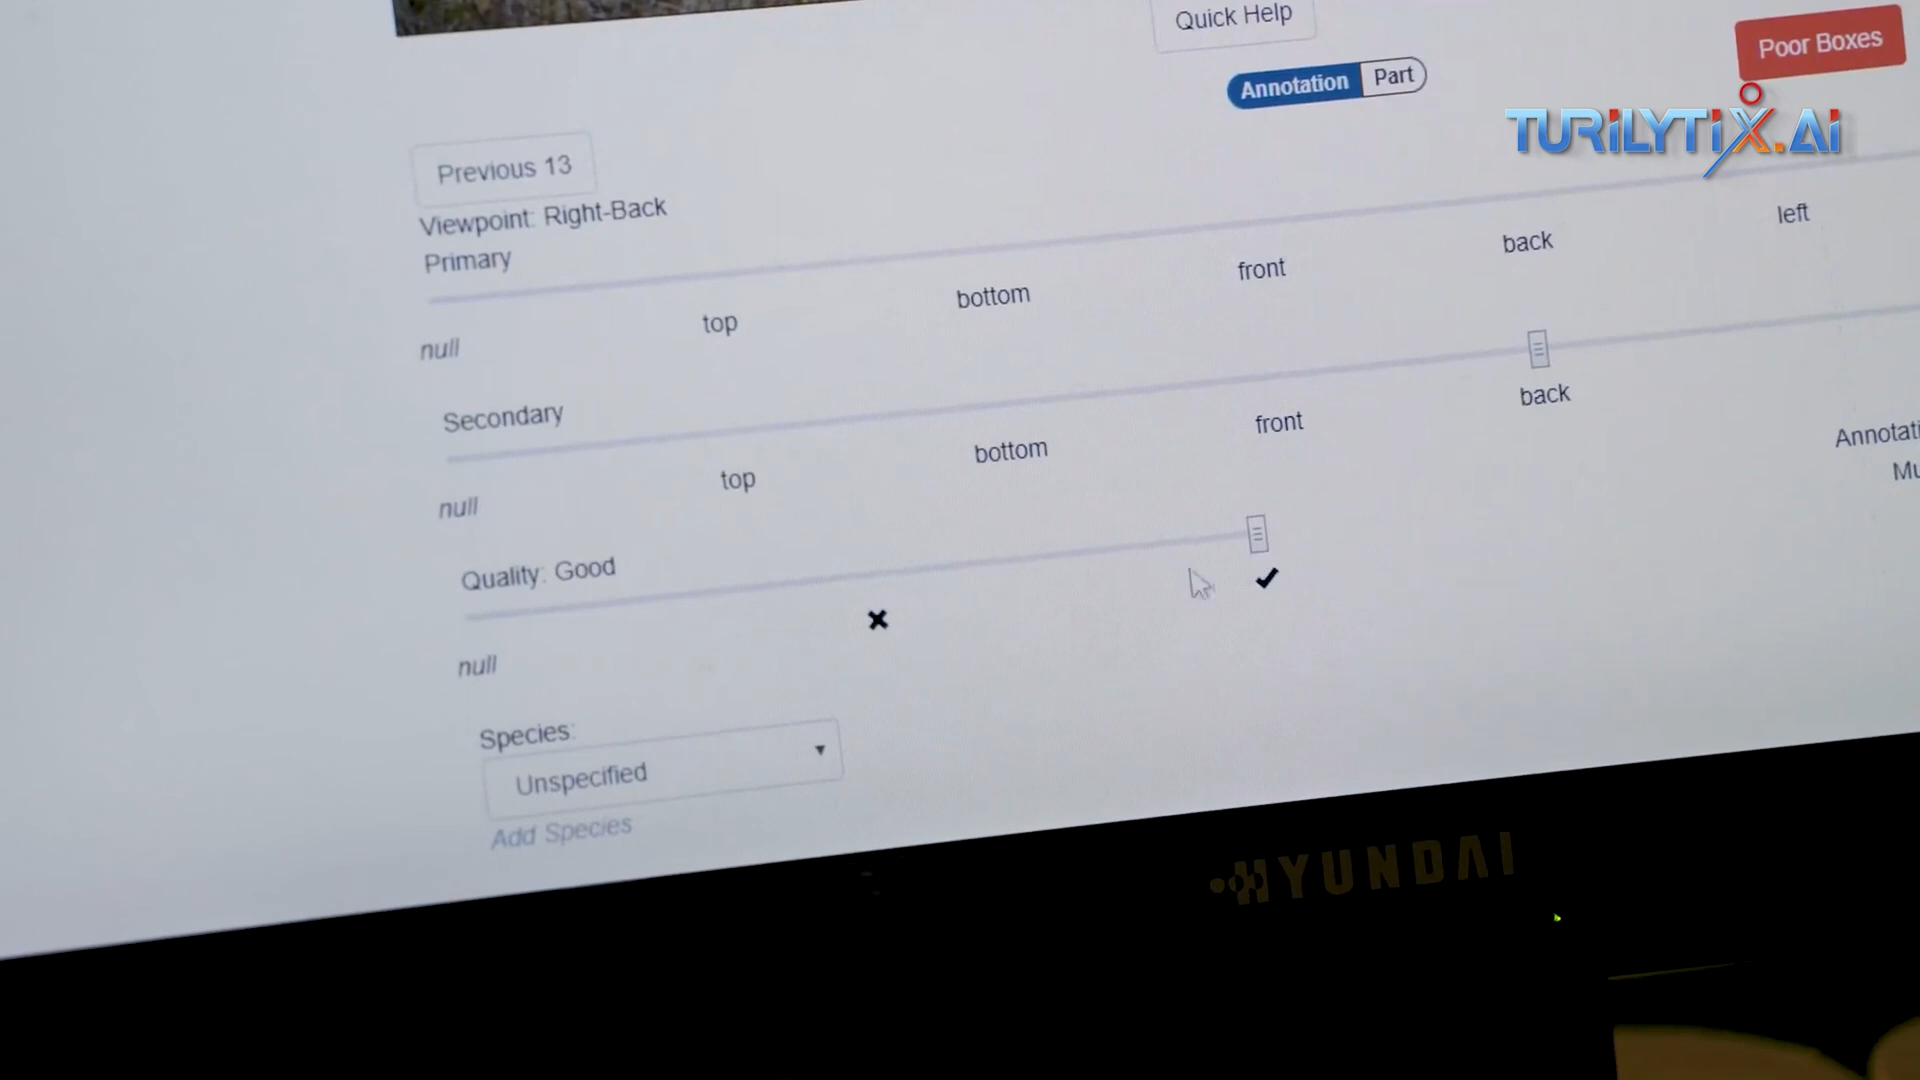 Quick Help
Poor Boxes
Annotation Part
TURILYTIX.AI
Previous 13
Viewpoint: Right-Back
Primary
null top bottom front back left
Secondary
null top bottom front back
Quality: Good
null
Species:
Unspecified
Add Species
HYUNDAI